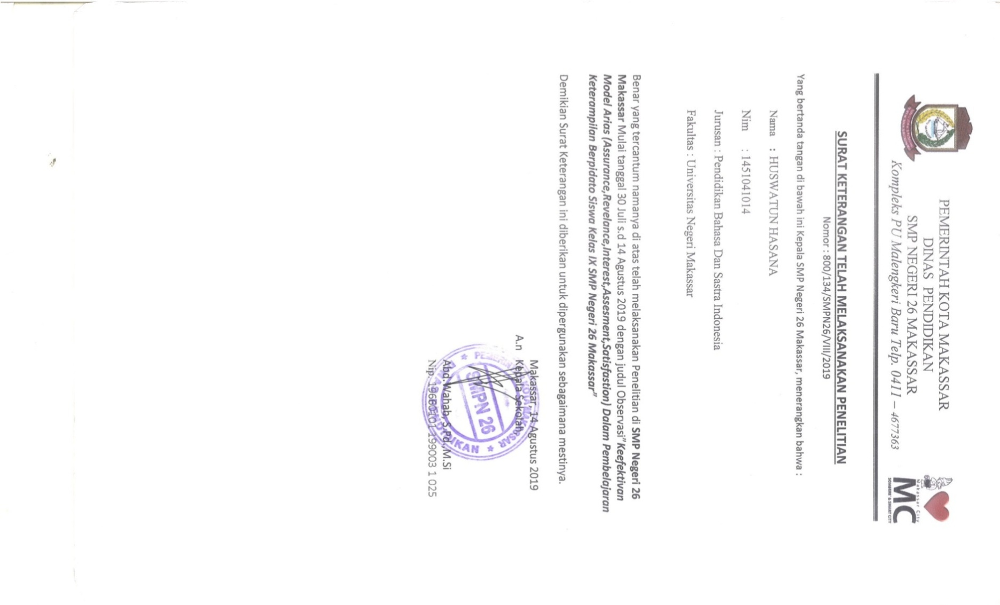 PEMERINTAH KOTA MAKASSAR
DINAS PENDIDIKAN
SMP NEGERI 26 MAKASSAR
Kompleks PU Malengkeri Baru Telp. 0411 – 4677363
Makassar City
MC
SOMBERE' & SMART CITY
SURAT KETERANGAN TELAH MELAKSANAKAN PENELITIAN
Nomor : 800/134/SMPN26/VIII/2019
Yang bertanda tangan di bawah ini Kepala SMP Negeri 26 Makassar, menerangkan bahwa :
Nama : HUSWATUN HASANA
Nim : 1451041014
Jurusan : Pendidikan Bahasa Dan Sastra Indonesia
Fakultas : Universitas Negeri Makassar
Benar yang tercantum namanya di atas telah melaksanakan Penelitian di SMP Negeri 26
Makassar Mulai tanggal 30 Juli s.d 14 Agustus 2019 dengan judul Observasi"Keefektivan
Model Arias (Assurance,Revelance,Interest,Assesment,Satisfastion) Dalam Pembelajaran
Keterampilan Berpidato Siswa Kelas IX SMP Negeri 26 Makassar"
Demikian Surat Keterangan ini diberikan untuk dipergunakan sebagaimana mestinya.
Makassar, 14 Agustus 2019
A.n Kepala Sekolah,
SMPN 26
Abd.Wahab, S.Pd.,M.Si
Nip. 19660101 199003 1 025